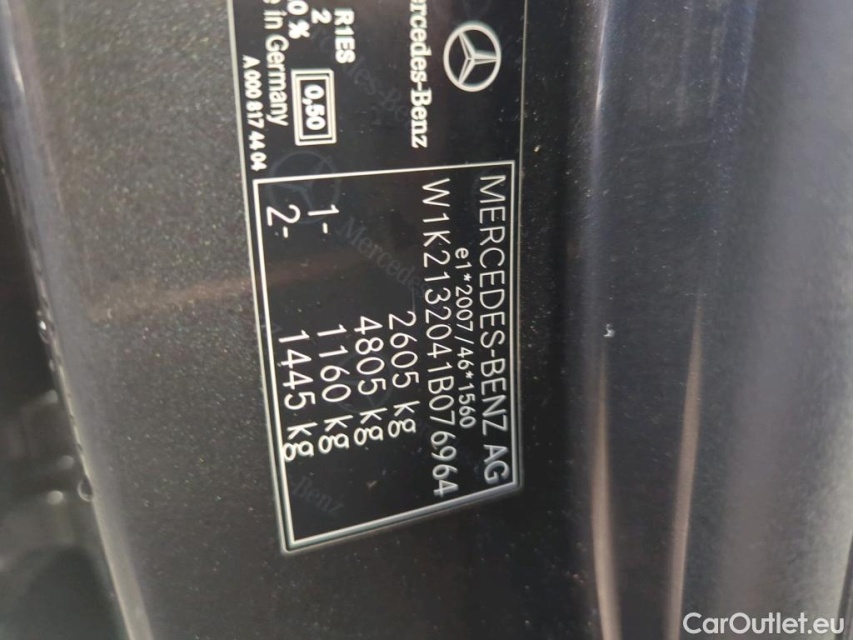 Mercedes-Benz
R1ES
2
0 %
in Germany
0,50
A 000 817 44 04
MERCEDES-BENZ AG
e1*2007/46*1560
W1K2132041B076964
2605 kg
4805 kg
1- 1160 kg
2- 1445 kg
CarOutlet.eu